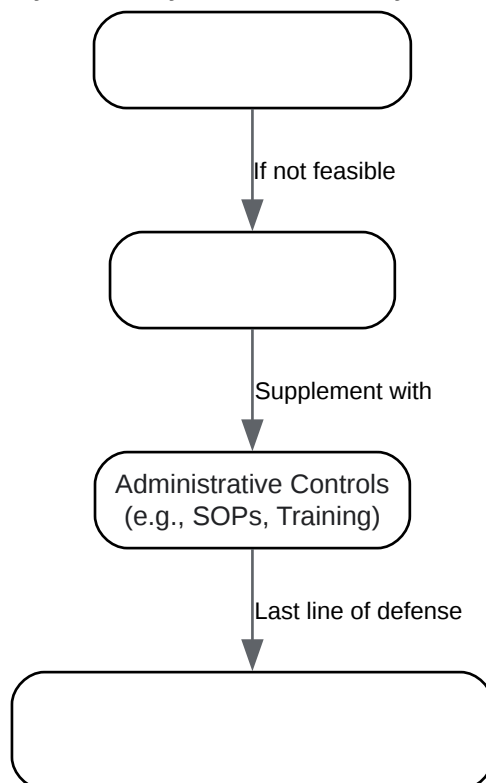 If not feasible
Supplement with
Administrative Controls
(e.g., SOPs, Training)
Last line of defense